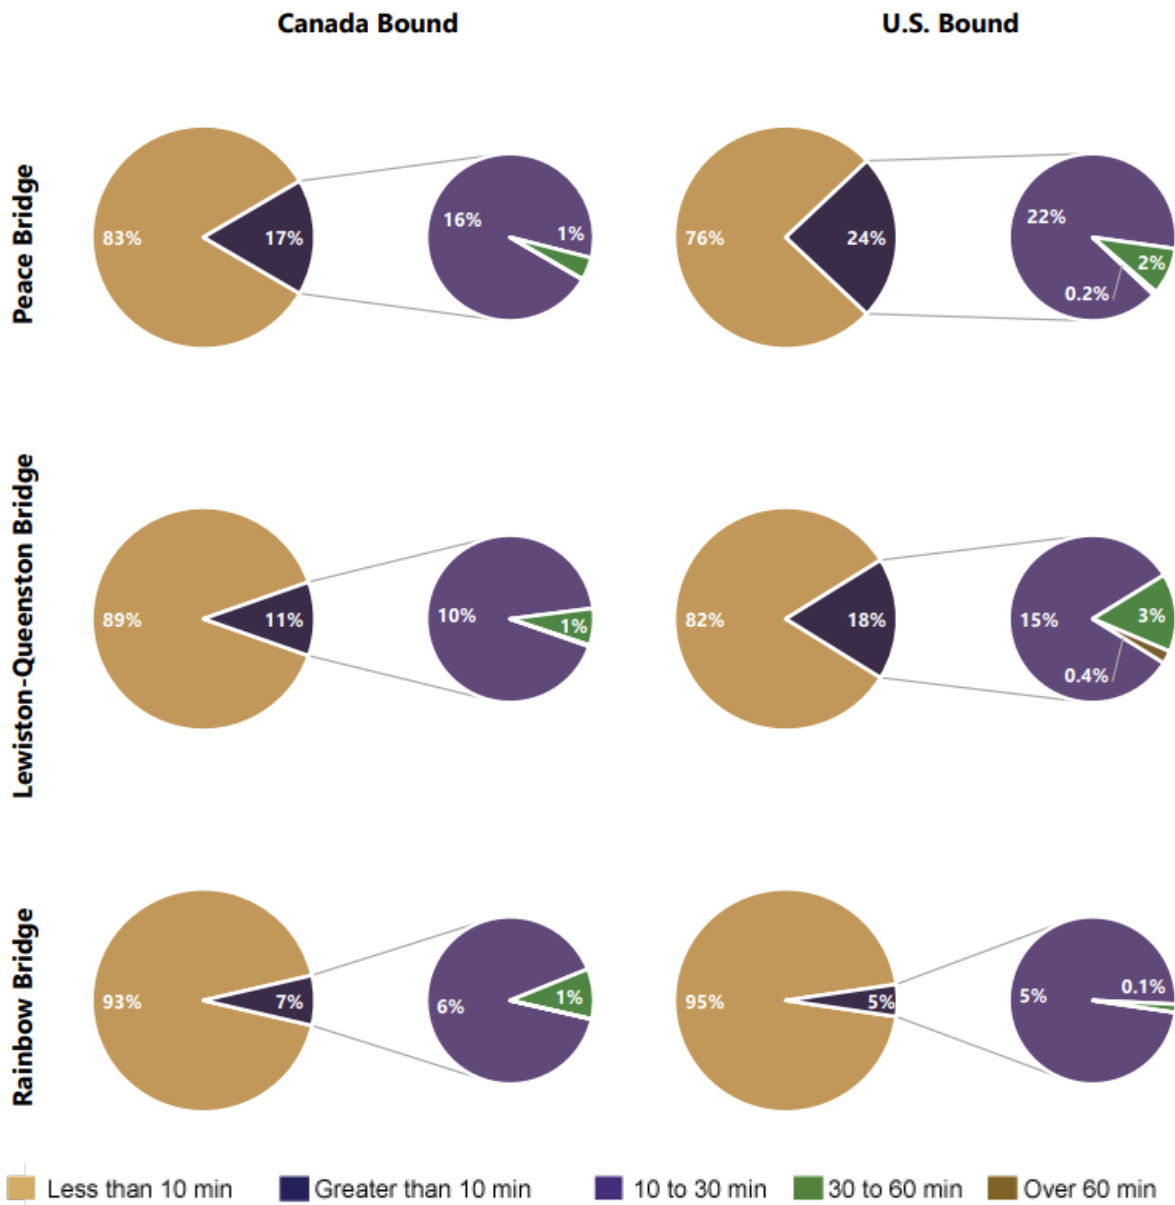 Canada Bound
U.S. Bound
Peace Bridge
83%
17%
16%
1%
76%
24%
22%
2%
0.2%
Lewiston-Queenston Bridge
89%
11%
10%
1%
82%
18%
15%
3%
0.4%
Rainbow Bridge
93%
7%
6%
1%
95%
5%
5%
0.1%
Less than 10 min
Greater than 10 min
10 to 30 min
30 to 60 min
Over 60 min